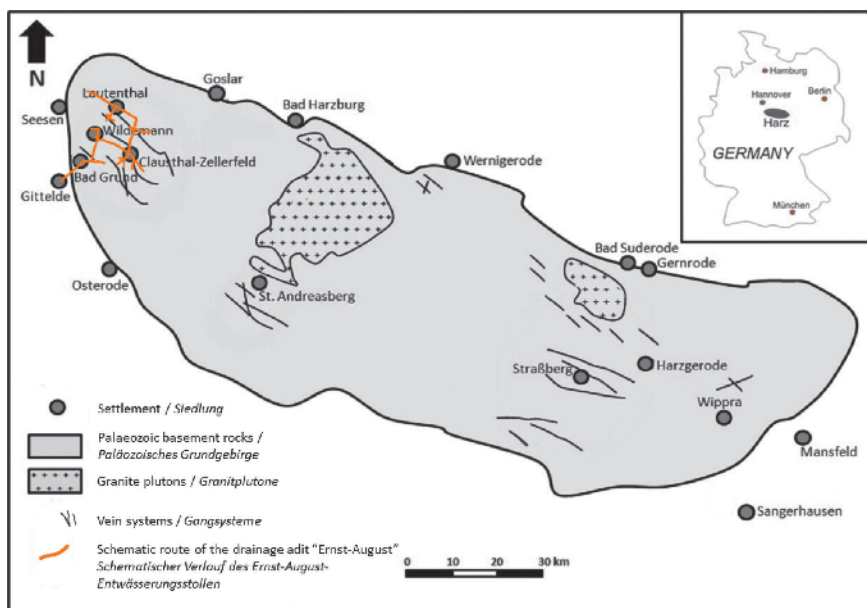 N
Lautenthal
Goslar
Seesen
Bad Harzburg
Wildemann
Clausthal-Zellerfeld
Bad Grund
Gittelde
Wernigerode
Osterode
St. Andreasberg
Bad Suderode
Gernrode
Straßberg
Harzgerode
Wippra
Mansfeld
Sangerhausen
Hamburg
Hannover
Berlin
Harz
GERMANY
München
Settlement / Siedlung
Palaeozoic basement rocks /
Paläozoisches Grundgebirge
Granite plutons / Granitplutone
Vein systems / Gangsysteme
Schematic route of the drainage adit "Ernst-August"
Schematischer Verlauf des Ernst-August-
Entwässerungsstollen
0 10 20 30 km